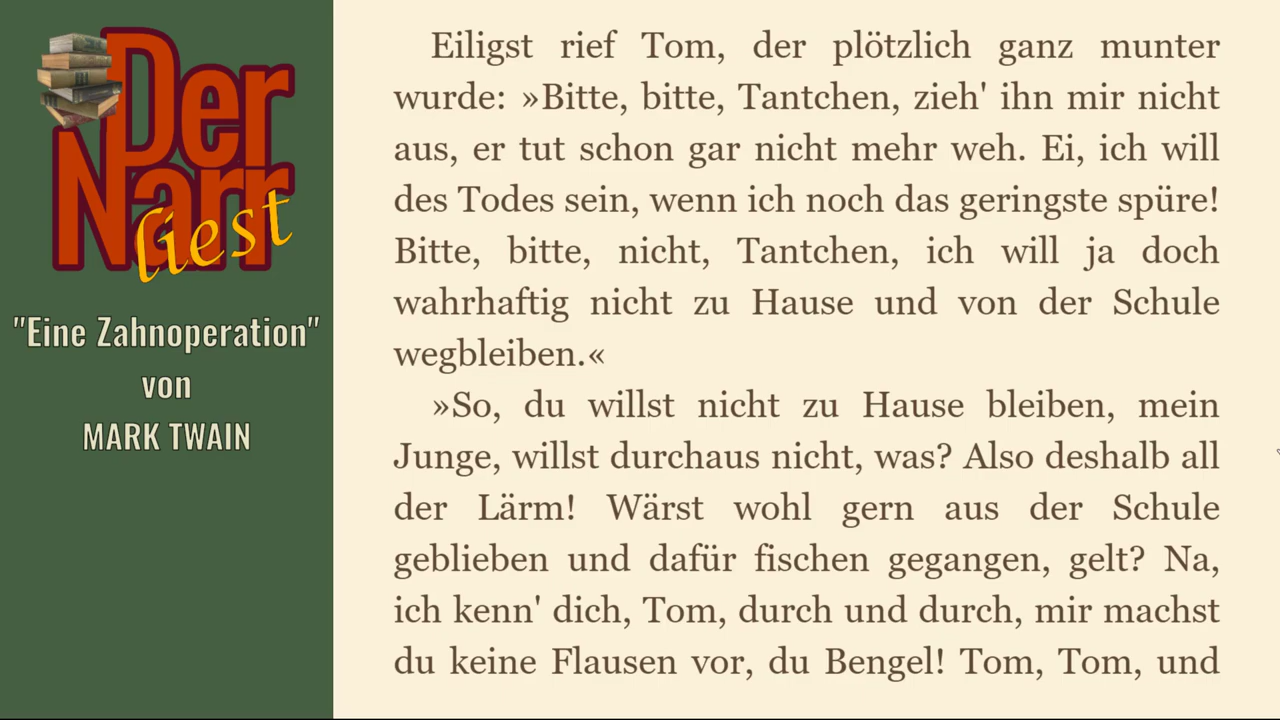 Der
Narr
liest
"Eine Zahnoperation"
von
MARK TWAIN
Eiligst rief Tom, der plötzlich ganz munter
wurde: »Bitte, bitte, Tantchen, zieh' ihn mir nicht
aus, er tut schon gar nicht mehr weh. Ei, ich will
des Todes sein, wenn ich noch das geringste spüre!
Bitte, bitte, nicht, Tantchen, ich will ja doch
wahrhaftig nicht zu Hause und von der Schule
wegbleiben.«
»So, du willst nicht zu Hause bleiben, mein
Junge, willst durchaus nicht, was? Also deshalb all
der Lärm! Wärst wohl gern aus der Schule
geblieben und dafür fischen gegangen, gelt? Na,
ich kenn' dich, Tom, durch und durch, mir machst
du keine Flausen vor, du Bengel! Tom, Tom, und